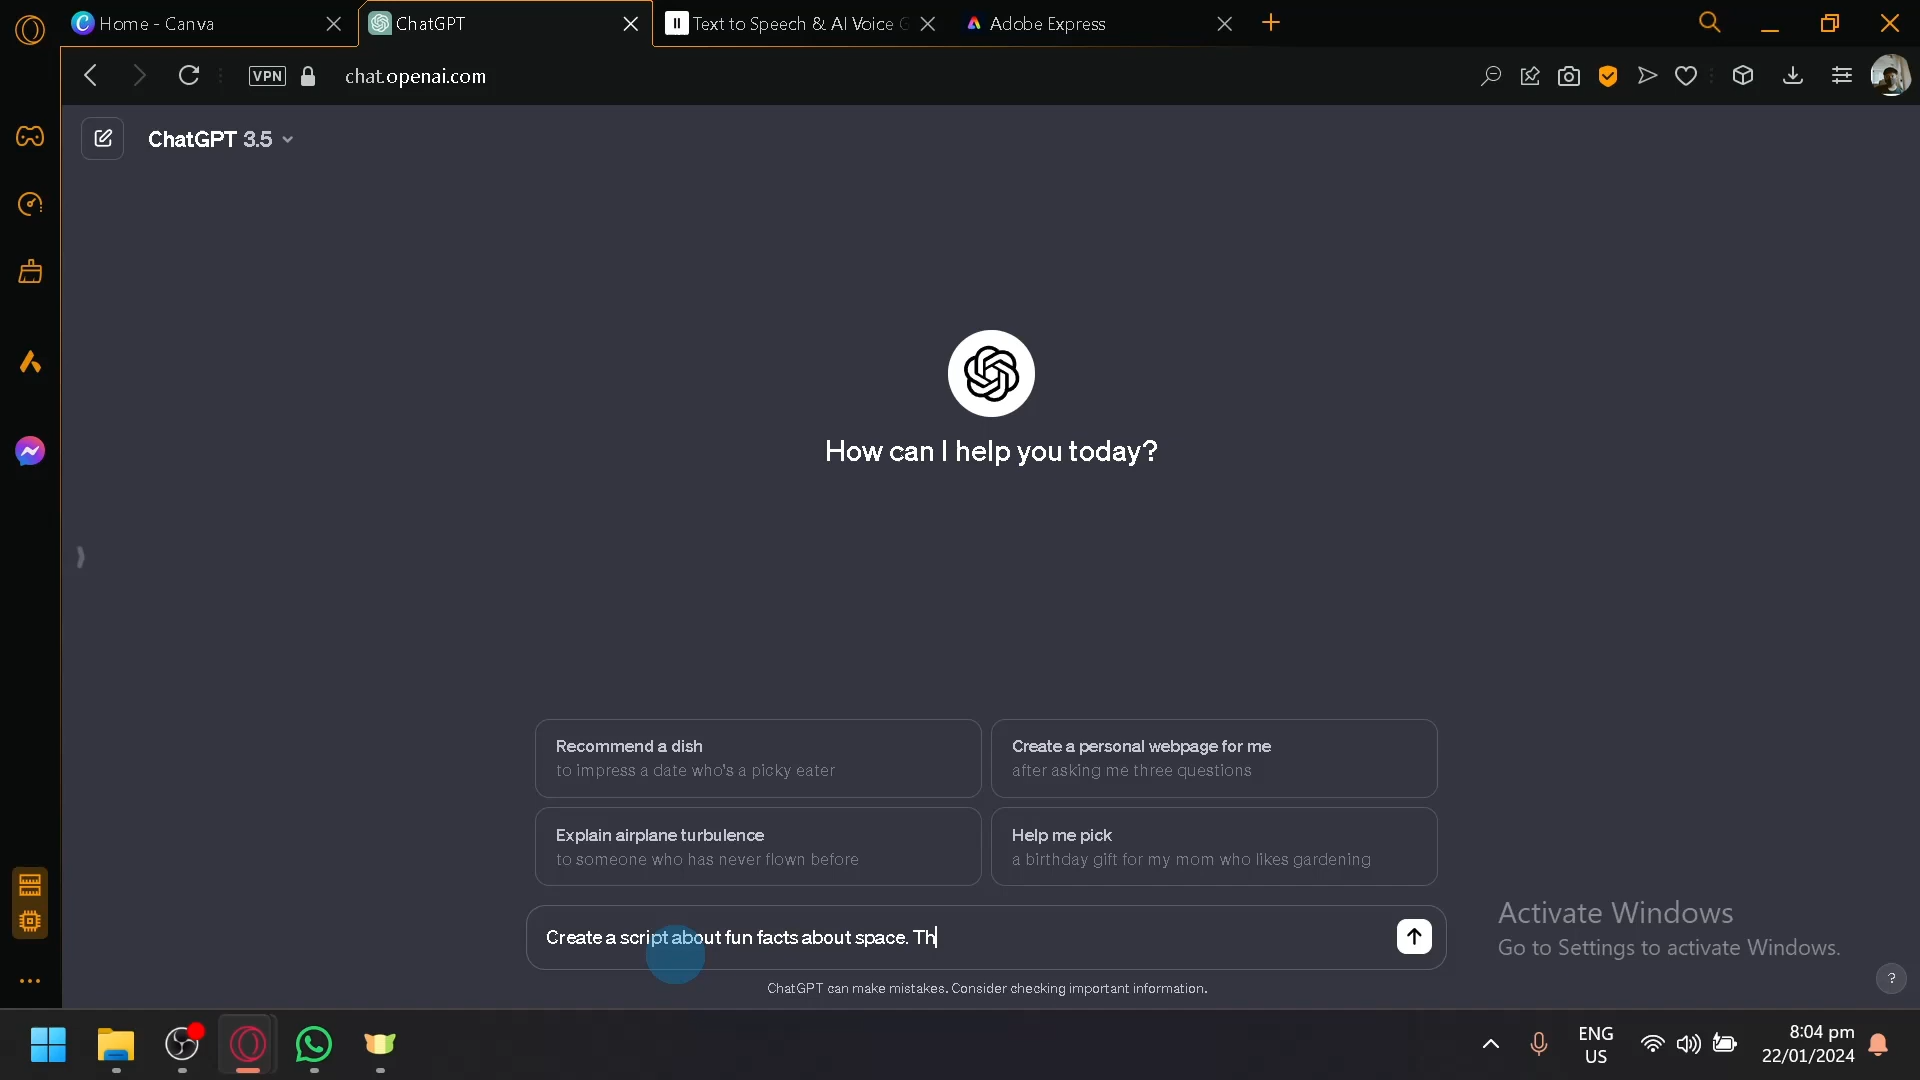 Home - Canva
ChatGPT
Text to Speech & AI Voice G
Adobe Express
VPN
chat.openai.com
ChatGPT 3.5
How can I help you today?
Recommend a dish
to impress a date who's a picky eater
Create a personal webpage for me
after asking me three questions
Explain airplane turbulence
to someone who has never flown before
Help me pick
a birthday gift for my mom who likes gardening
Create a script about fun facts about space. Th
ChatGPT can make mistakes. Consider checking important information.
Activate Windows
Go to Settings to activate Windows.
?
ENG
US
8:04 pm
22/01/2024